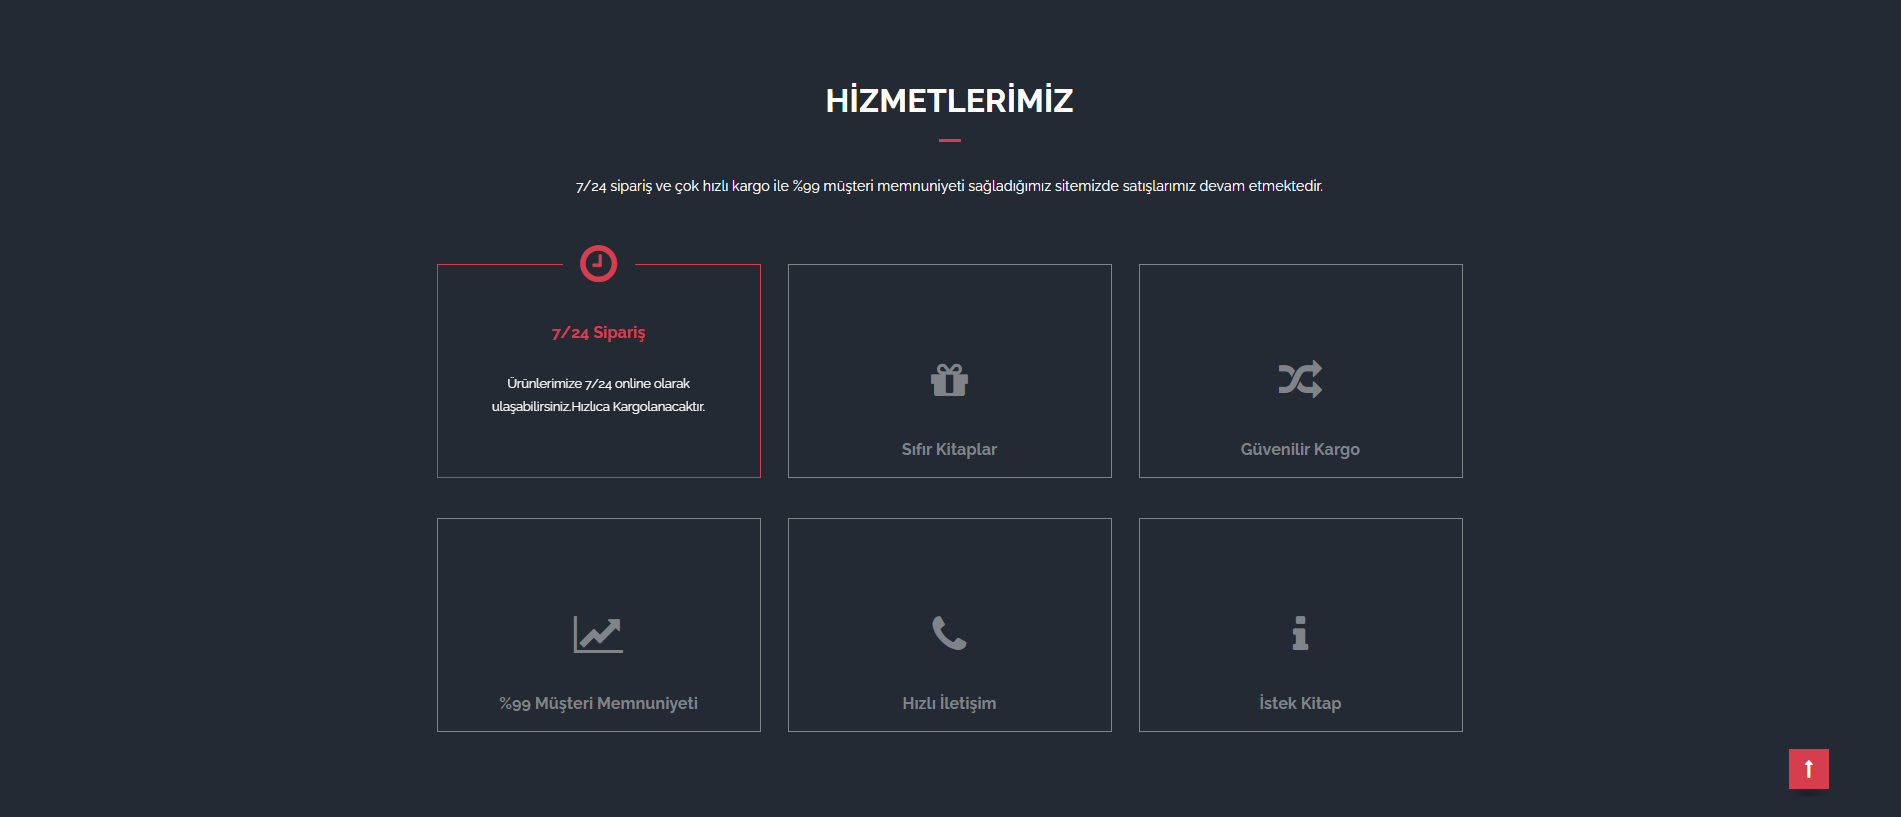 HİZMETLERİMİZ
7/24 sipariş ve çok hızlı kargo ile %99 müşteri memnuniyeti sağladığımız sitemizde satışlarımız devam etmektedir.
7/24 Sipariş
Ürünlerimize 7/24 online olarak
ulaşabilirsiniz.Hızlıca Kargolanacaktır.
Sıfır Kitaplar
Güvenilir Kargo
%99 Müşteri Memnuniyeti
Hızlı İletişim
İstek Kitap